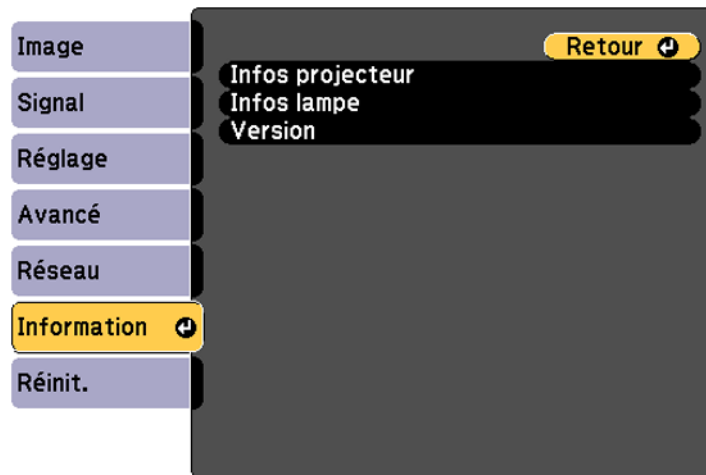 Image
Signal
Réglage
Avancé
Réseau
Information
Réinit.
Retour
Infos projecteur
Infos lampe
Version